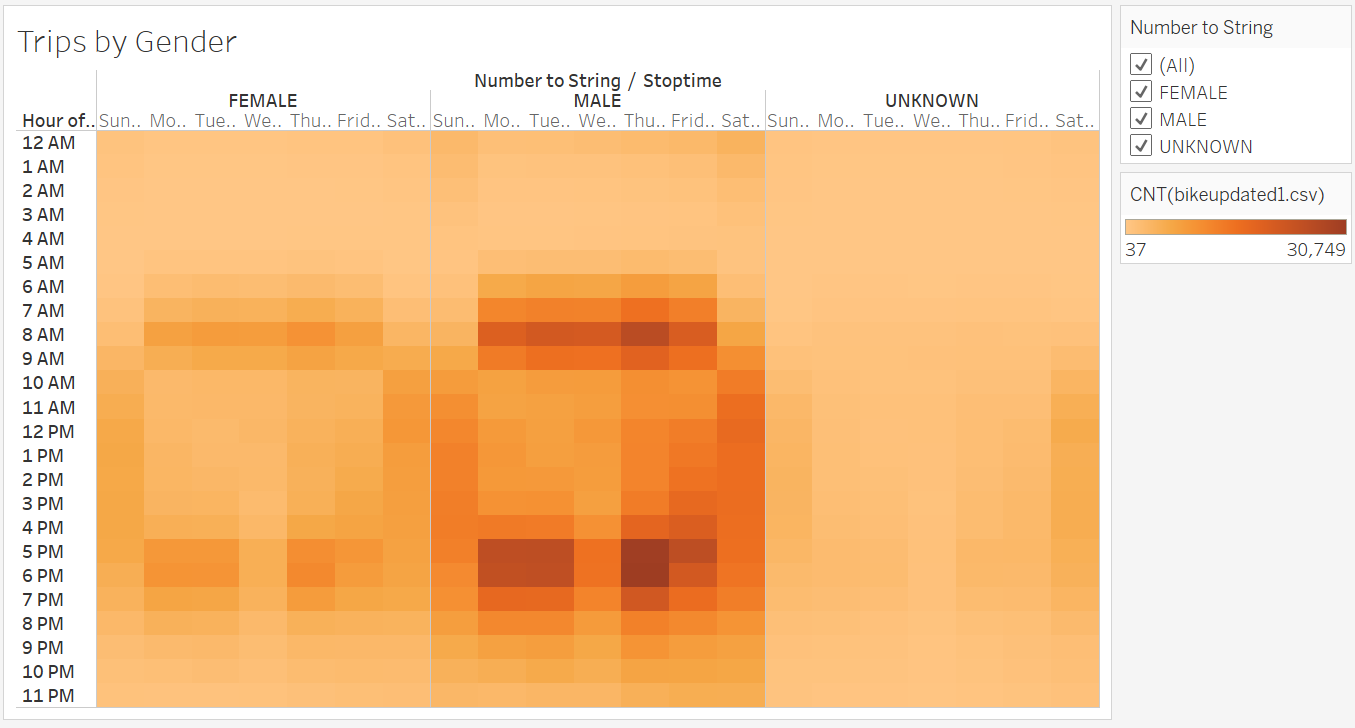 Trips by Gender
Number to String / Stoptime
FEMALE MALE UNKNOWN
Hour of.. Sun.. Mo.. Tue.. We.. Thu.. Frid.. Sat.. Sun.. Mo.. Tue.. We.. Thu.. Frid.. Sat.. Sun.. Mo.. Tue.. We.. Thu.. Frid.. Sat..
12 AM
1 AM
2 AM
3 AM
4 AM
5 AM
6 AM
7 AM
8 AM
9 AM
10 AM
11 AM
12 PM
1 PM
2 PM
3 PM
4 PM
5 PM
6 PM
7 PM
8 PM
9 PM
10 PM
11 PM
Number to String
(All)
FEMALE
MALE
UNKNOWN
CNT(bikeupdated1.csv)
37 30,749